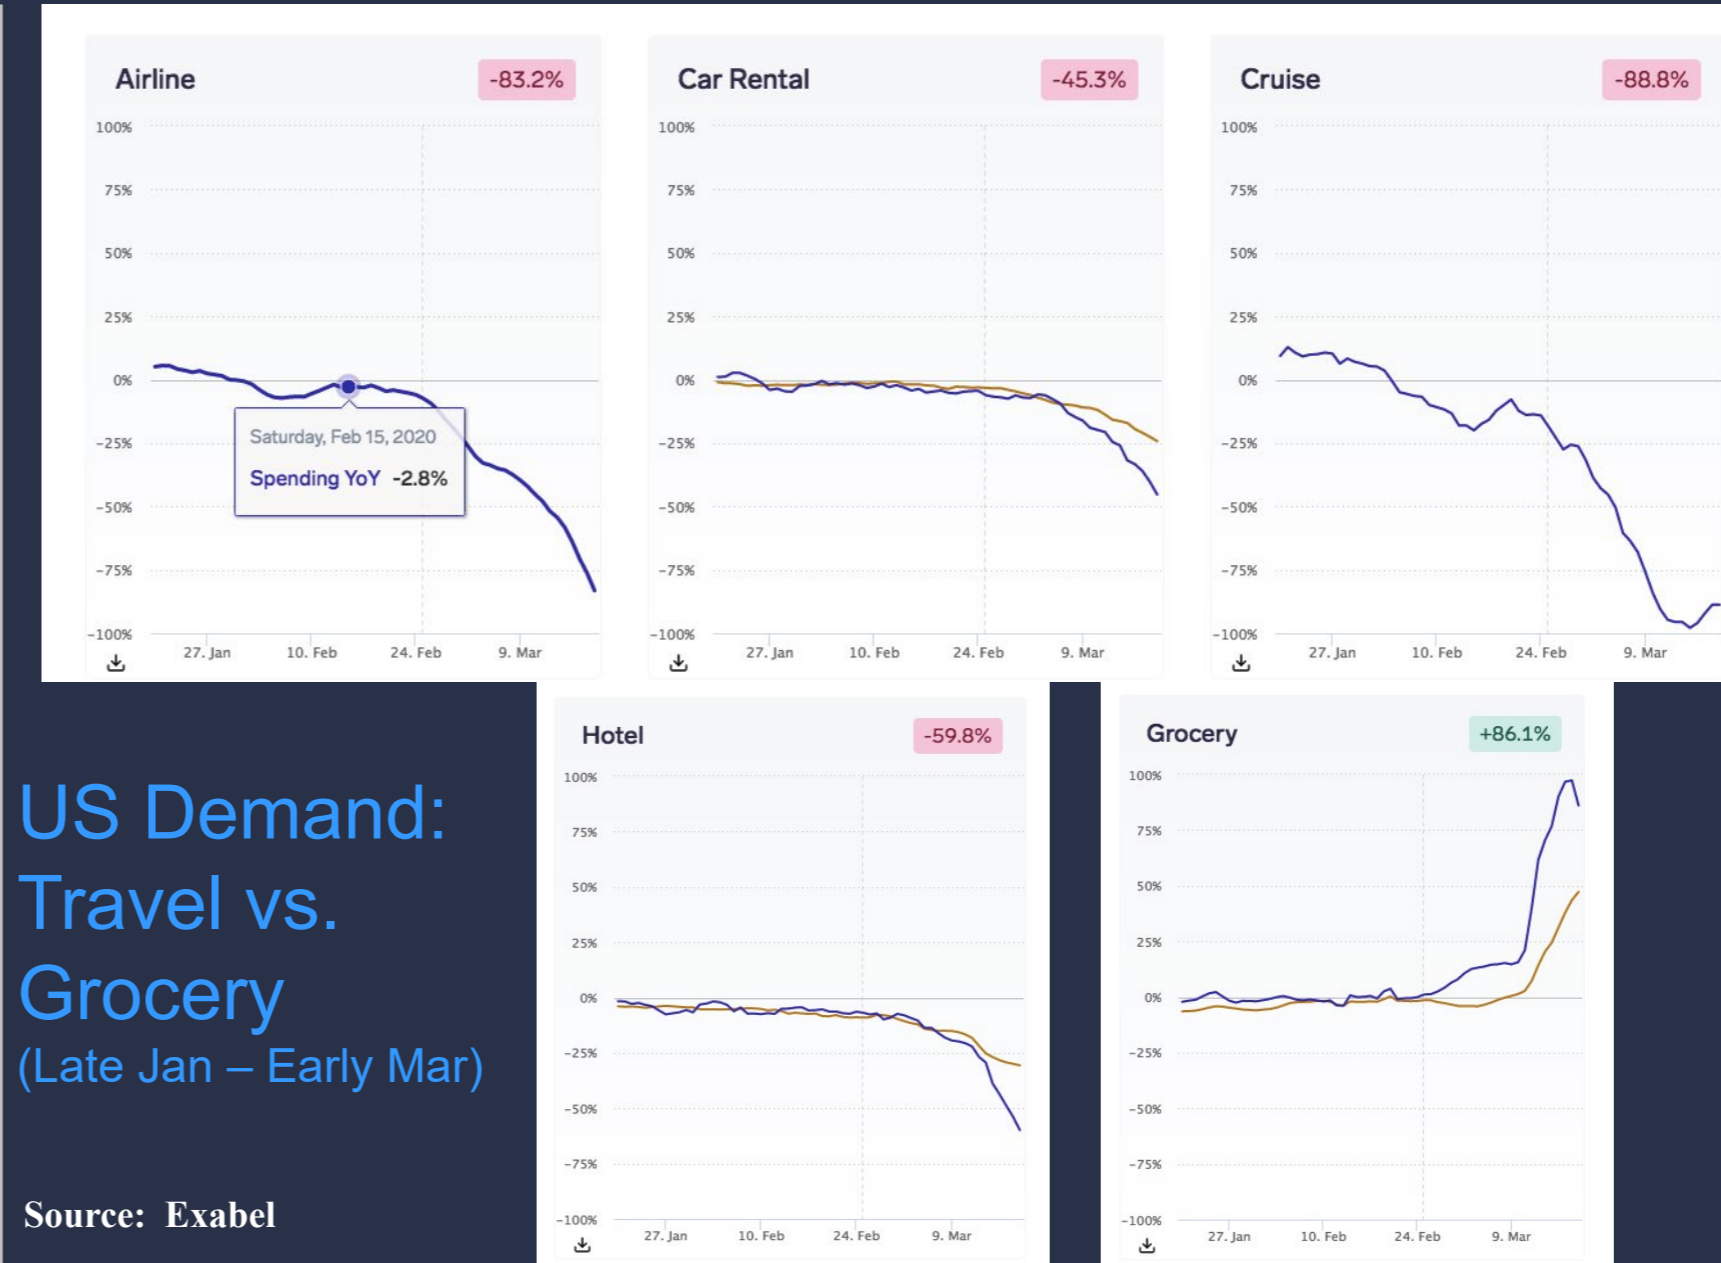 Airline
-83.2%
100%
75%
50%
25%
0%
-25%
-50%
-75%
-100%
Saturday, Feb 15, 2020
Spending YoY -2.8%
27. Jan
10. Feb
24. Feb
9. Mar
Car Rental
-45.3%
100%
75%
50%
25%
0%
-25%
-50%
-75%
-100%
27. Jan
10. Feb
24. Feb
9. Mar
Cruise
-88.8%
100%
75%
50%
25%
0%
-25%
-50%
-75%
-100%
27. Jan
10. Feb
24. Feb
9. Mar
US Demand:
Travel vs.
Grocery
(Late Jan – Early Mar)
Source: Exabel
Hotel
-59.8%
100%
75%
50%
25%
0%
-25%
-50%
-75%
-100%
27. Jan
10. Feb
24. Feb
9. Mar
Grocery
+86.1%
100%
75%
50%
25%
0%
-25%
-50%
-75%
-100%
27. Jan
10. Feb
24. Feb
9. Mar